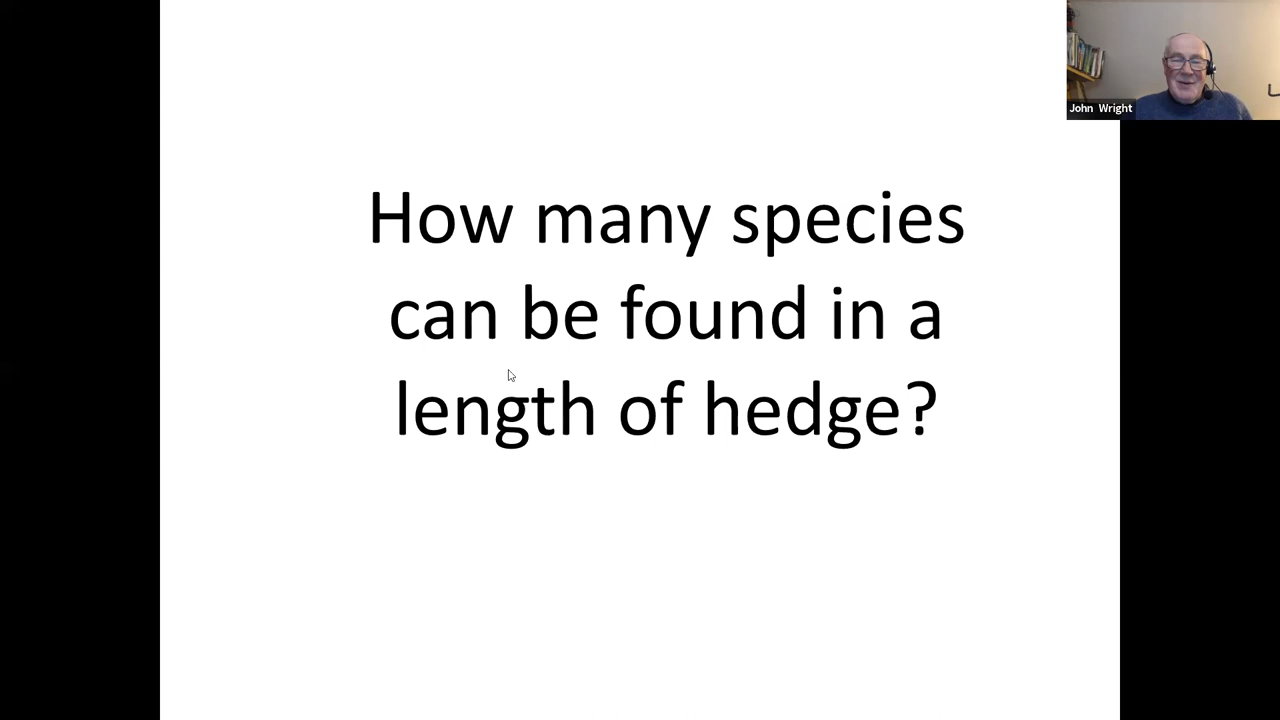 John Wright
How many species
can be found in a
length of hedge?